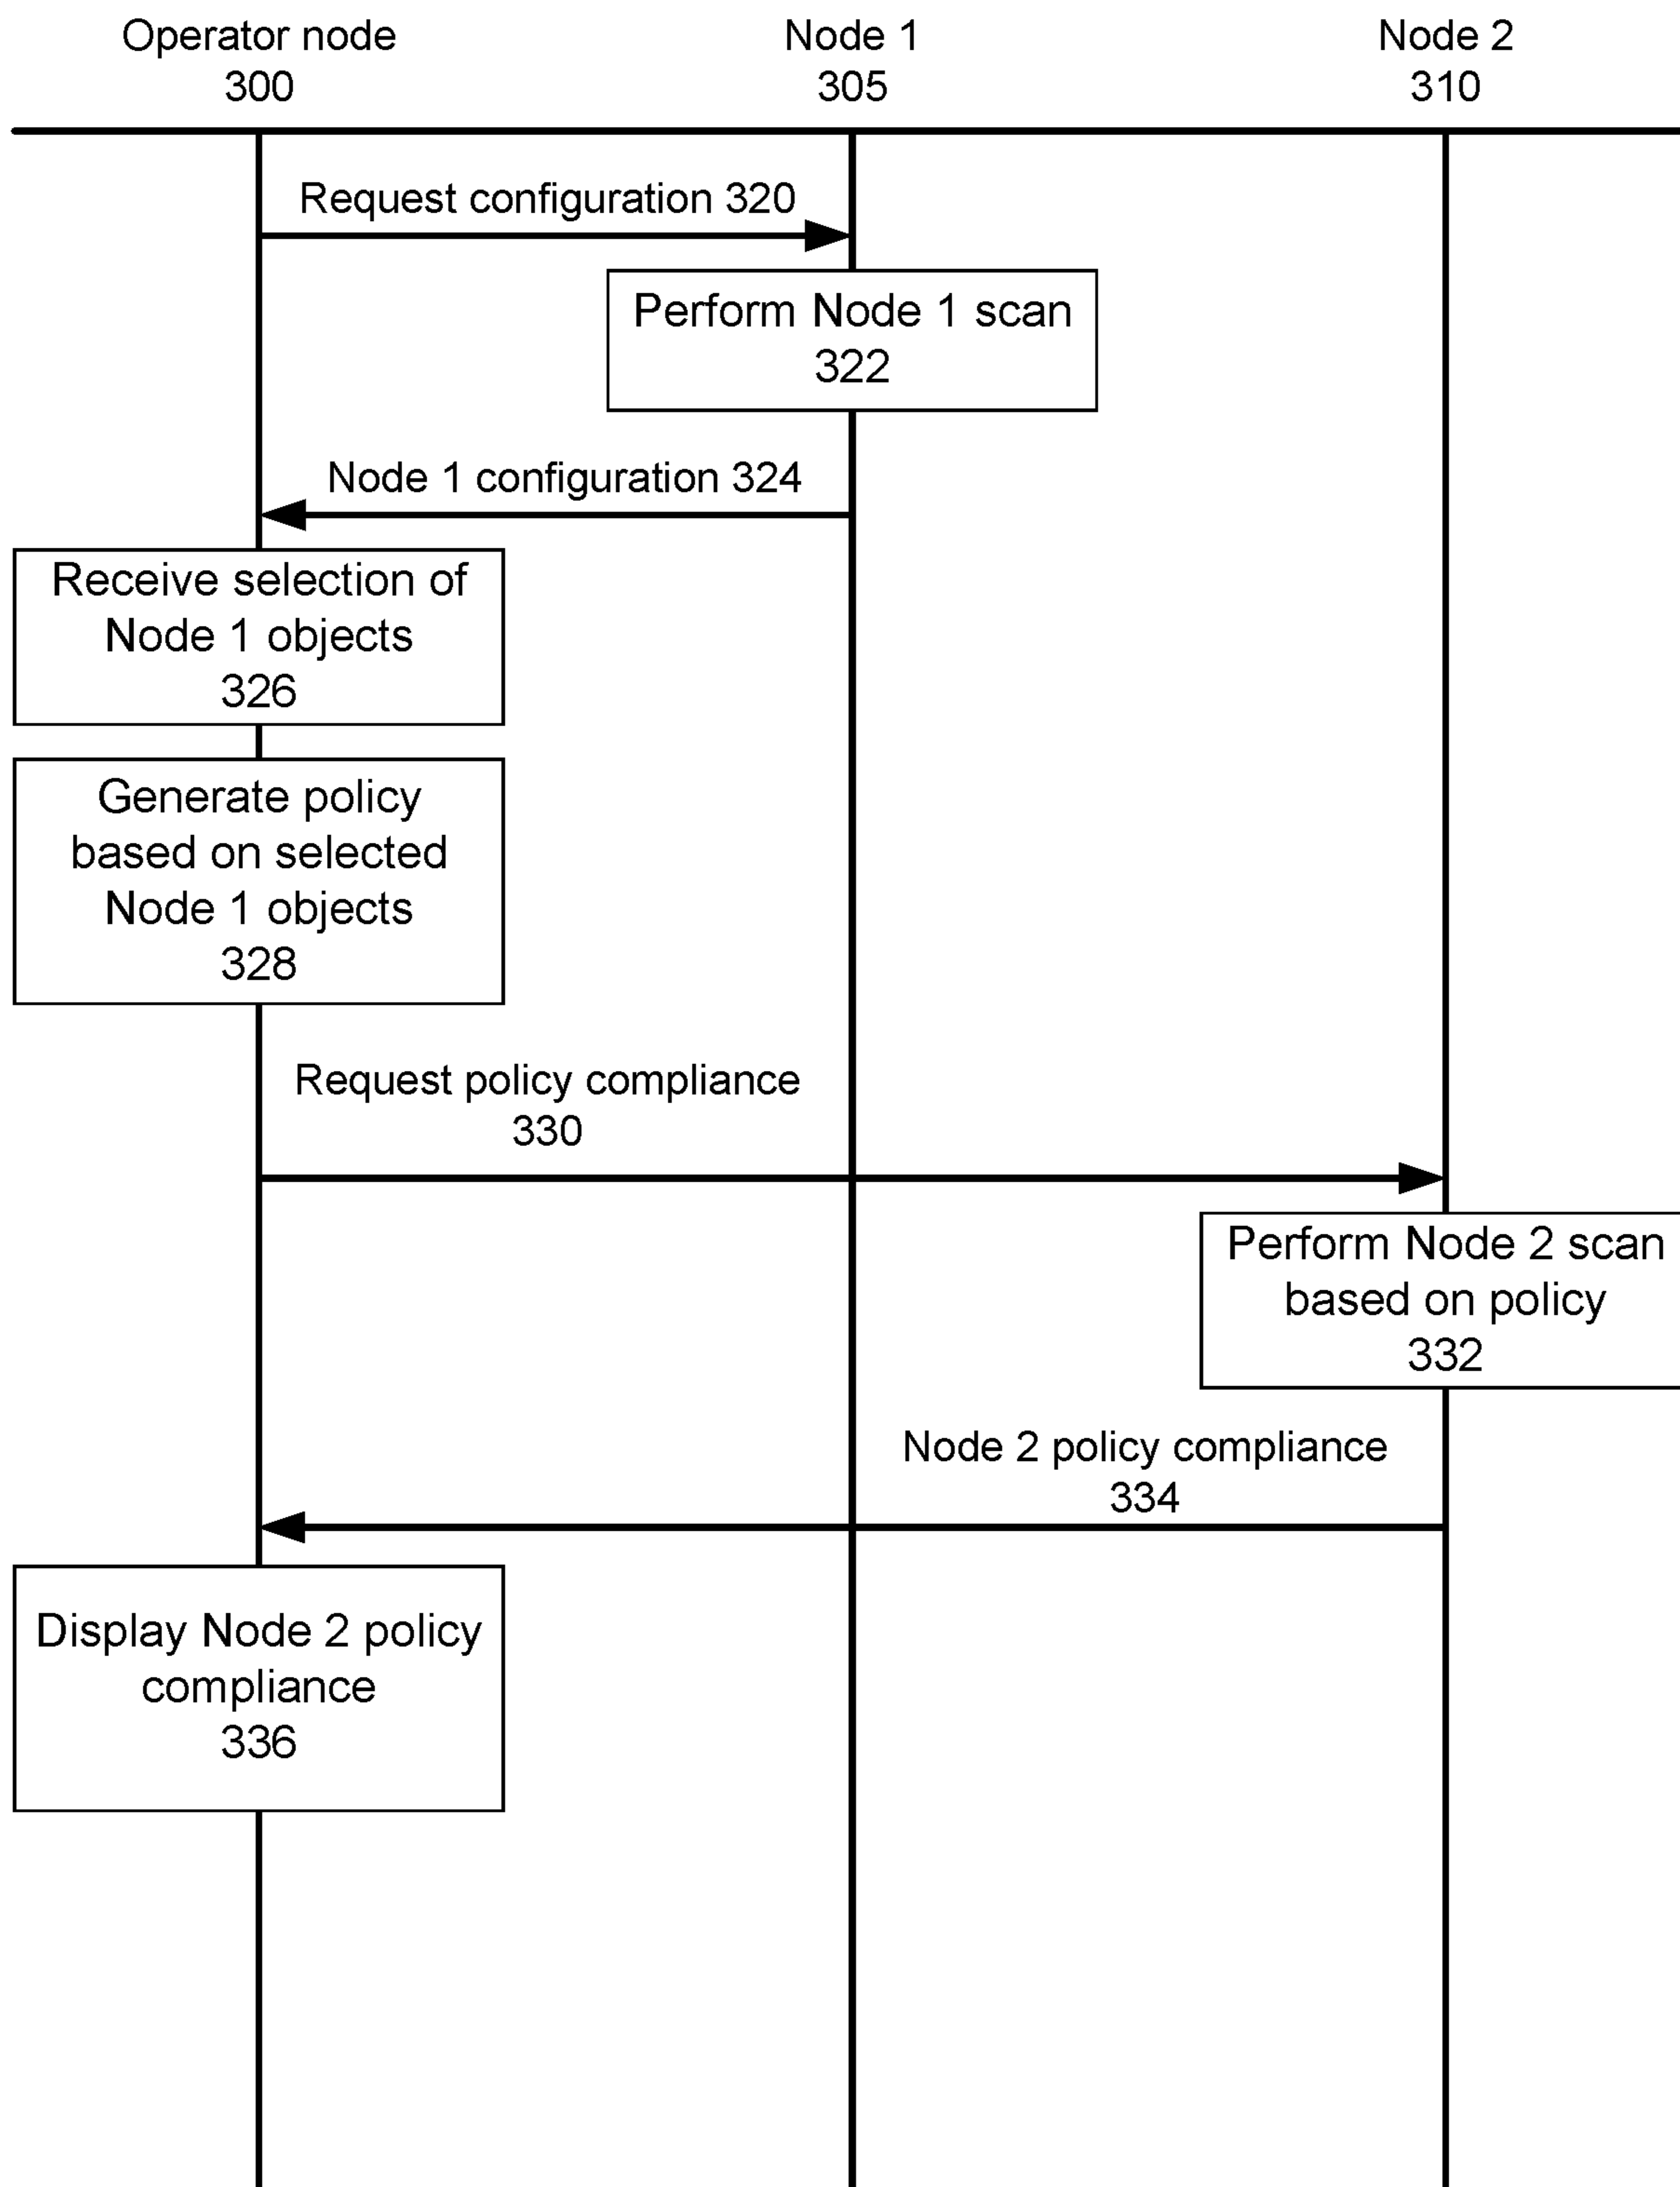 Operator node
300
Node 1
305
Node 2
310
Request configuration 320
Perform Node 1 scan
322
Node 1 configuration 324
Receive selection of
Node 1 objects
326
Generate policy
based on selected
Node 1 objects
328
Request policy compliance
330
Perform Node 2 scan
based on policy
332
Node 2 policy compliance
334
Display Node 2 policy
compliance
336